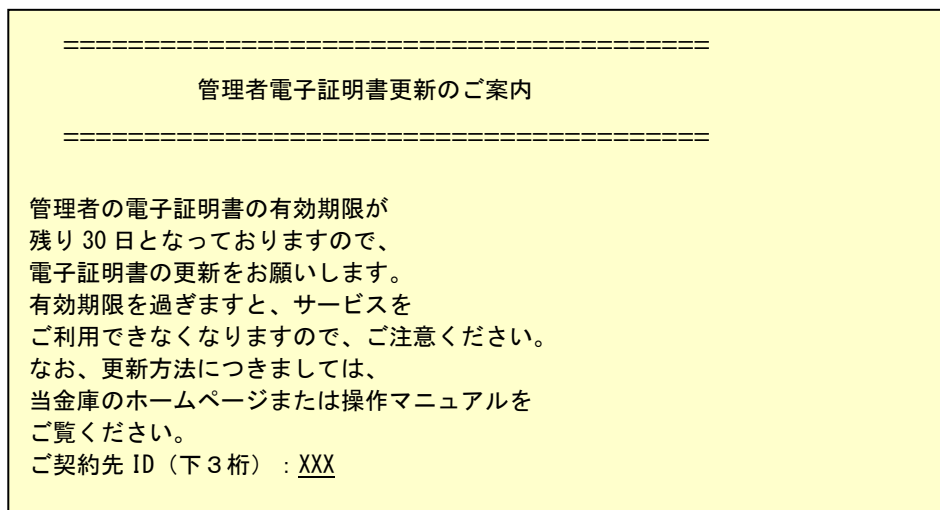 ========================================
管理者電子証明書更新のご案内
========================================
管理者の電子証明書の有効期限が
残り30日となっておりますので、
電子証明書の更新をお願いします。
有効期限を過ぎますと、サービスを
ご利用できなくなりますので、ご注意ください。
なお、更新方法につきましては、
当金庫のホームページまたは操作マニュアルを
ご覧ください。
ご契約先ID（下３桁）：XXX